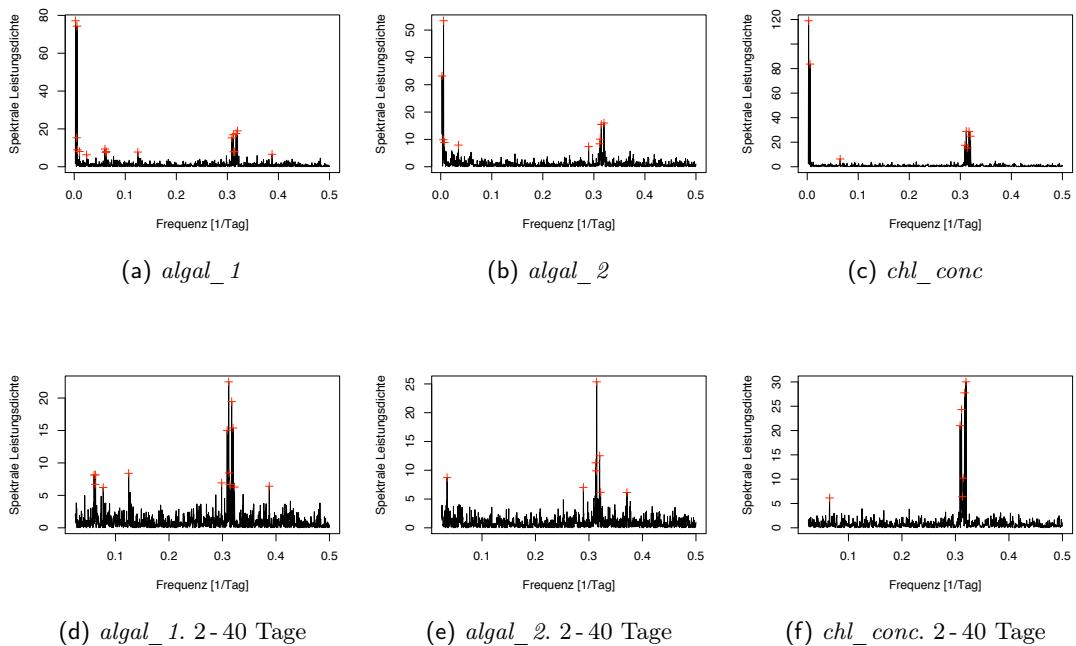 Spektrale Leistungsdichte
0 20 40 60 80
0.0 0.1 0.2 0.3 0.4 0.5
Frequenz [1/Tag]
(a) algal_1
Spektrale Leistungsdichte
0 10 20 30 40 50
0.0 0.1 0.2 0.3 0.4 0.5
Frequenz [1/Tag]
(b) algal_2
Spektrale Leistungsdichte
0 20 40 60 80 120
0.0 0.1 0.2 0.3 0.4 0.5
Frequenz [1/Tag]
(c) chl_conc
Spektrale Leistungsdichte
0 5 10 15 20
0.1 0.2 0.3 0.4 0.5
Frequenz [1/Tag]
(d) algal_1. 2-40 Tage
Spektrale Leistungsdichte
0 5 10 15 20 25
0.1 0.2 0.3 0.4 0.5
Frequenz [1/Tag]
(e) algal_2. 2-40 Tage
Spektrale Leistungsdichte
0 5 10 15 20 25 30
0.1 0.2 0.3 0.4 0.5
Frequenz [1/Tag]
(f) chl_conc. 2-40 Tage